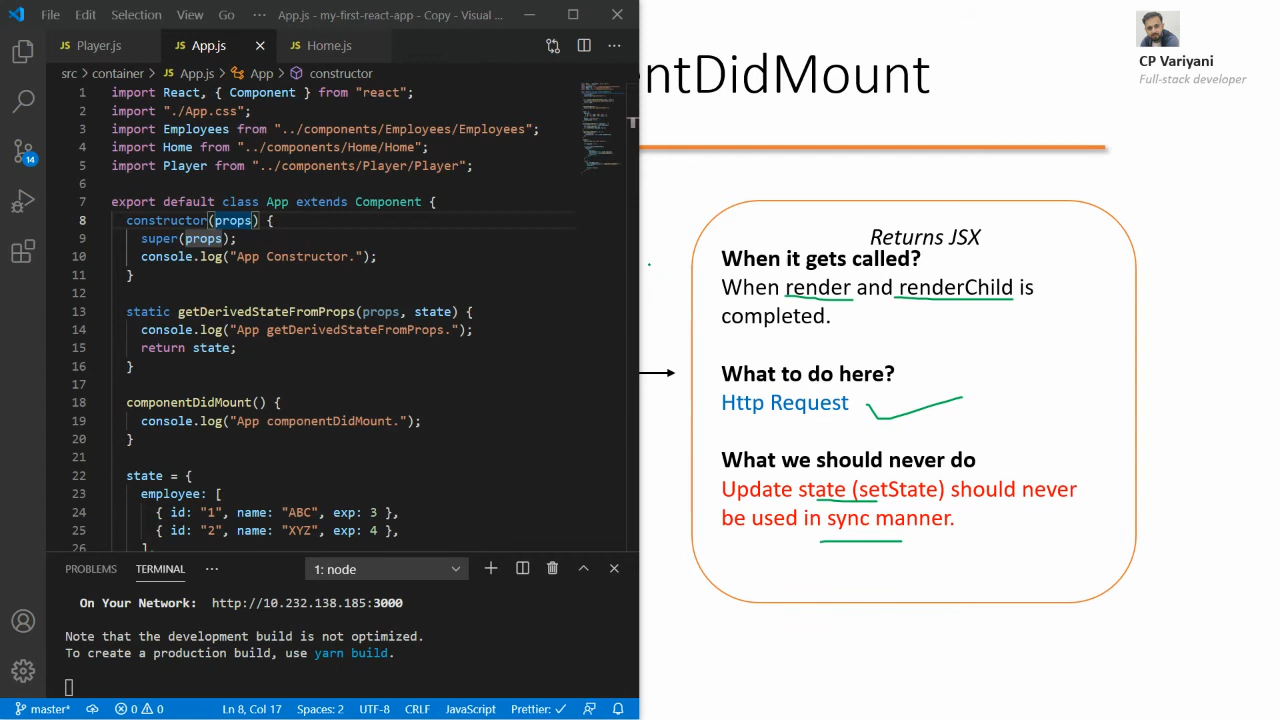 File Edit Selection View Go ··· App.js - my-first-react-app - Copy - Visual ...
JS Player.js JS App.js JS Home.js ···
src > container > JS App.js > App > constructor
1 import React, { Component } from "react";
2 import "./App.css";
3 import Employees from "../components/Employees/Employees";
4 import Home from "../components/Home/Home";
5 import Player from "../components/Player/Player";
6
7 export default class App extends Component {
8 constructor(props) {
9 super(props);
10 console.log("App Constructor.");
11 }
12
13 static getDerivedStateFromProps(props, state) {
14 console.log("App getDerivedStateFromProps.");
15 return state;
16 }
17
18 componentDidMount() {
19 console.log("App componentDidMount.");
20 }
21
22 state = {
23 employee: [
24 { id: "1", name: "ABC", exp: 3 },
25 { id: "2", name: "XYZ", exp: 4 },
26 ],
14
PROBLEMS TERMINAL ··· 1: node
On Your Network: http://10.232.138.185:3000
Note that the development build is not optimized.
To create a production build, use yarn build.
master* 0 0 Ln 8, Col 17 Spaces: 2 UTF-8 CRLF JavaScript Prettier: ✓
entDidMount
CP Variyani
Full-stack developer
Returns JSX
When it gets called?
When render and renderChild is
completed.
What to do here?
Http Request
What we should never do
Update state (setState) should never
be used in sync manner.